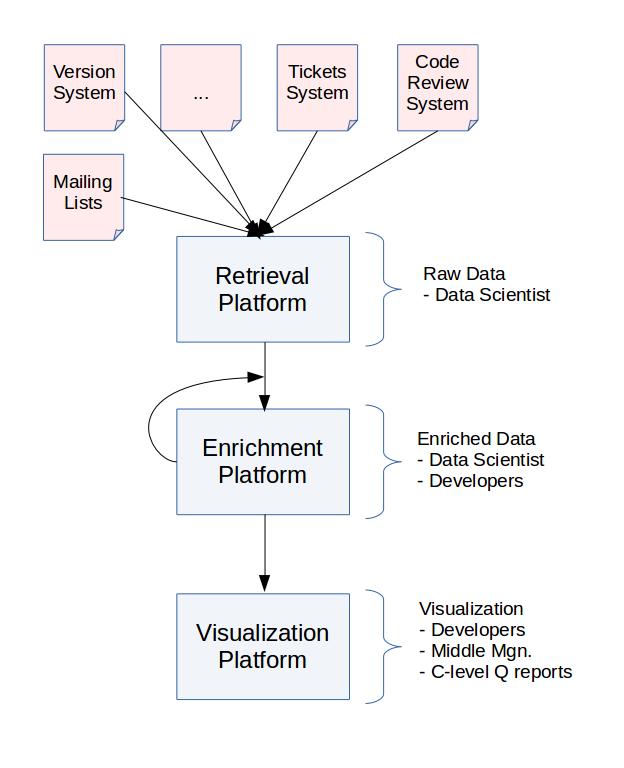 Version
System
...
Tickets
System
Code
Review
System
Mailing
Lists
Retrieval
Platform
Raw Data
- Data Scientist
Enrichment
Platform
Enriched Data
- Data Scientist
- Developers
Visualization
Platform
Visualization
- Developers
- Middle Mgn.
- C-level Q reports